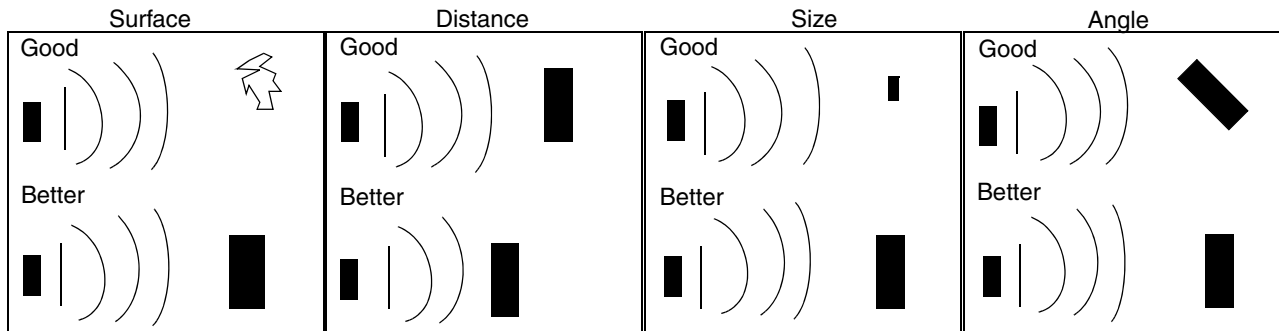 Surface
Good
Better
Distance
Good
Better
Size
Good
Better
Angle
Good
Better